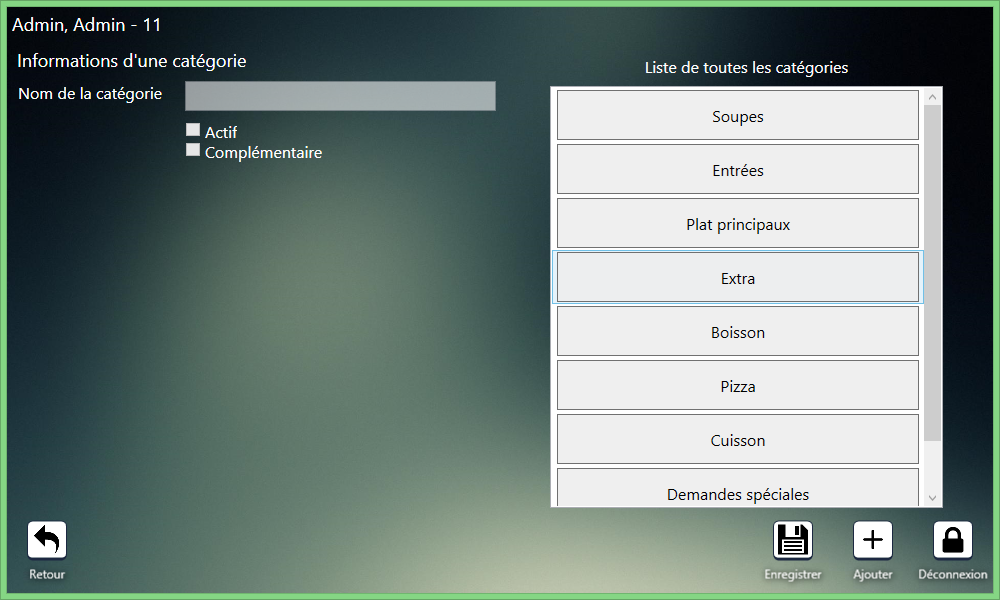 Admin, Admin - 11
Informations d'une catégorie
Nom de la catégorie
Actif
Complémentaire
Liste de toutes les catégories
Soupes
Entrées
Plat principaux
Extra
Boisson
Pizza
Cuisson
Demandes spéciales
Retour
Enregistrer
Ajouter
Déconnexion